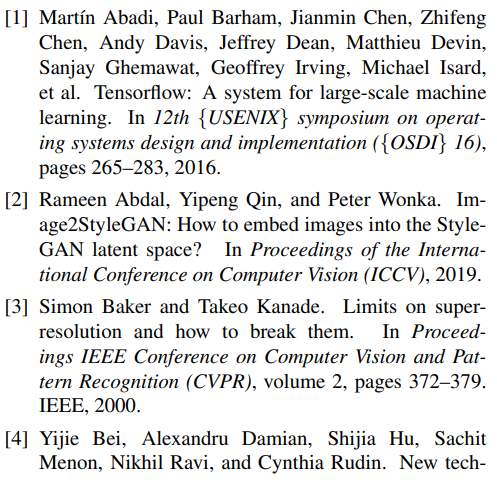 [1] Martín Abadi, Paul Barham, Jianmin Chen, Zhifeng
Chen, Andy Davis, Jeffrey Dean, Matthieu Devin,
Sanjay Ghemawat, Geoffrey Irving, Michael Isard,
et al. Tensorflow: A system for large-scale machine
learning. In 12th {USENIX} symposium on operat-
ing systems design and implementation ({OSDI} 16),
pages 265–283, 2016.
[2] Rameen Abdal, Yipeng Qin, and Peter Wonka. Im-
age2StyleGAN: How to embed images into the Style-
GAN latent space? In Proceedings of the Interna-
tional Conference on Computer Vision (ICCV), 2019.
[3] Simon Baker and Takeo Kanade. Limits on super-
resolution and how to break them. In Proceed-
ings IEEE Conference on Computer Vision and Pat-
tern Recognition (CVPR), volume 2, pages 372–379.
IEEE, 2000.
[4] Yijie Bei, Alexandru Damian, Shijia Hu, Sachit
Menon, Nikhil Ravi, and Cynthia Rudin. New tech-